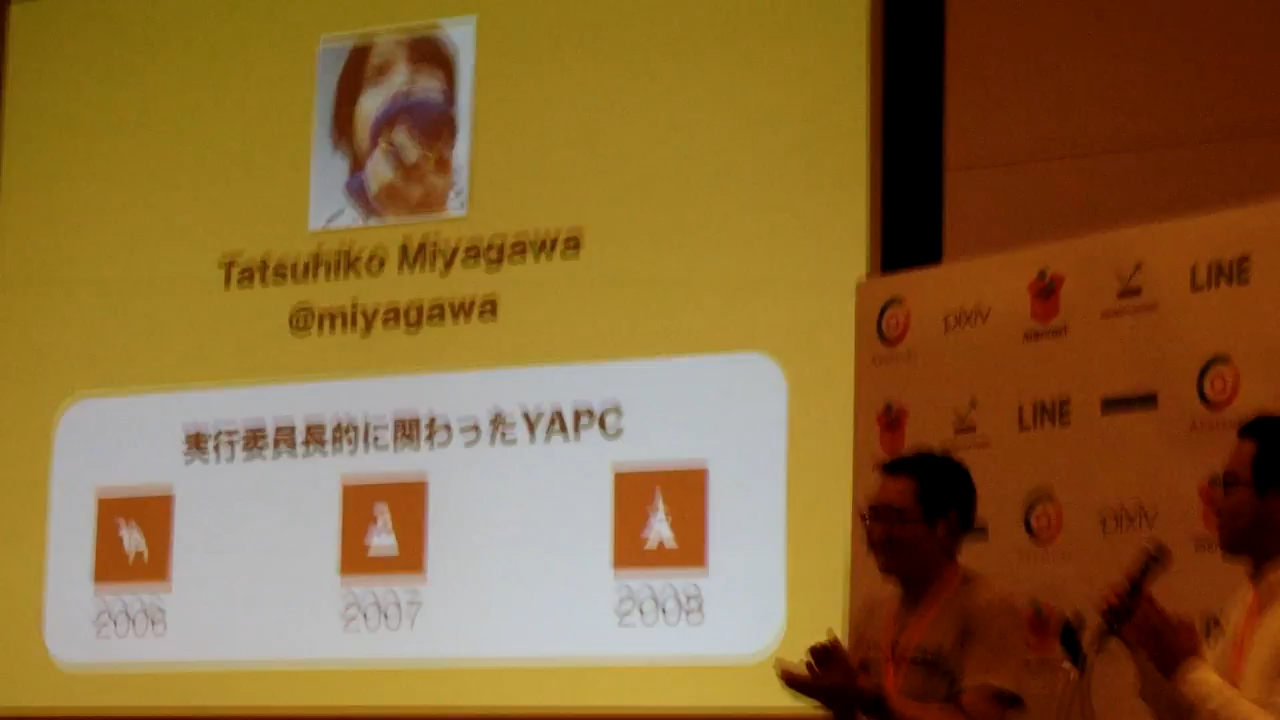 Tatsuhiko Miyagawa
@miyagawa
実行委員長的に関わったYAPC
2006
2007
2008
pixiv
mercari
LINE
LINE
pixiv